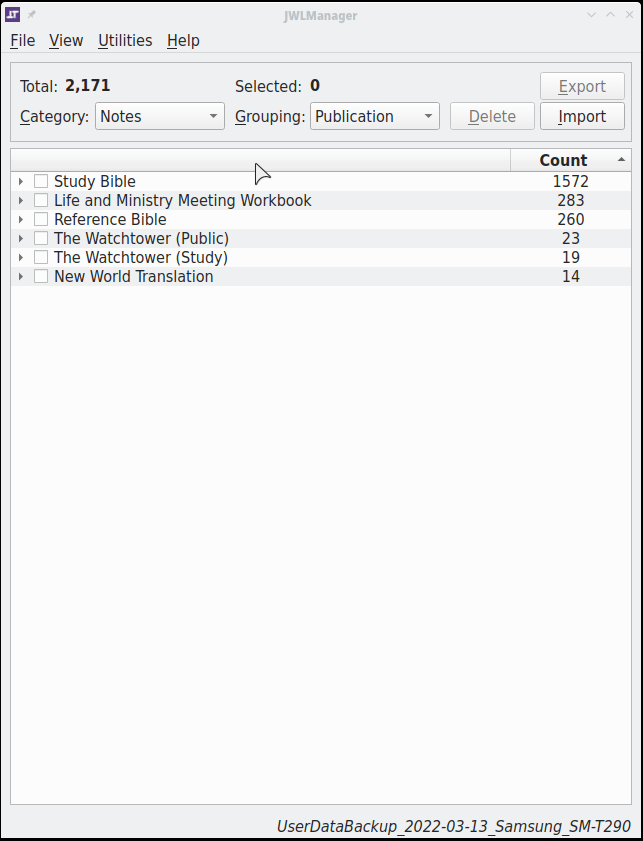 JWLManager
File View Utilities Help
Total: 2,171 Selected: 0 Export
Category: Notes Grouping: Publication Delete Import
Count
Study Bible 1572
Life and Ministry Meeting Workbook 283
Reference Bible 260
The Watchtower (Public) 23
The Watchtower (Study) 19
New World Translation 14
UserDataBackup_2022-03-13_Samsung_SM-T290